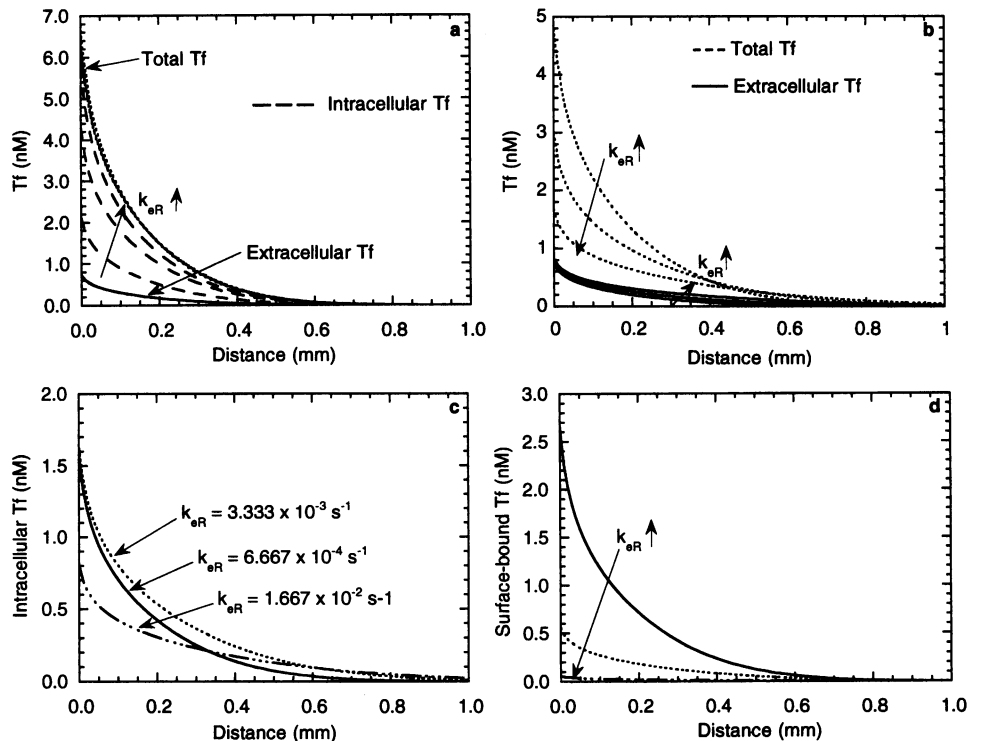 a
7.0
6.0
5.0
4.0
3.0
2.0
1.0
0.0
Tf (nM)
Total Tf
Intracellular Tf
keR
Extracellular Tf
0.0 0.2 0.4 0.6 0.8 1.0
Distance (mm)
b
5
4
3
2
1
0
Tf (nM)
Total Tf
Extracellular Tf
keR
keR
0 0.2 0.4 0.6 0.8 1
Distance (mm)
c
2.0
1.5
1.0
0.5
0.0
Intracellular Tf (nM)
keR = 3.333 x 10-3 s-1
keR = 6.667 x 10-4 s-1
keR = 1.667 x 10-2 s-1
0.0 0.2 0.4 0.6 0.8 1.0
Distance (mm)
d
3.0
2.5
2.0
1.5
1.0
0.5
0.0
Surface-bound Tf (nM)
keR
0.0 0.2 0.4 0.6 0.8 1.0
Distance (mm)